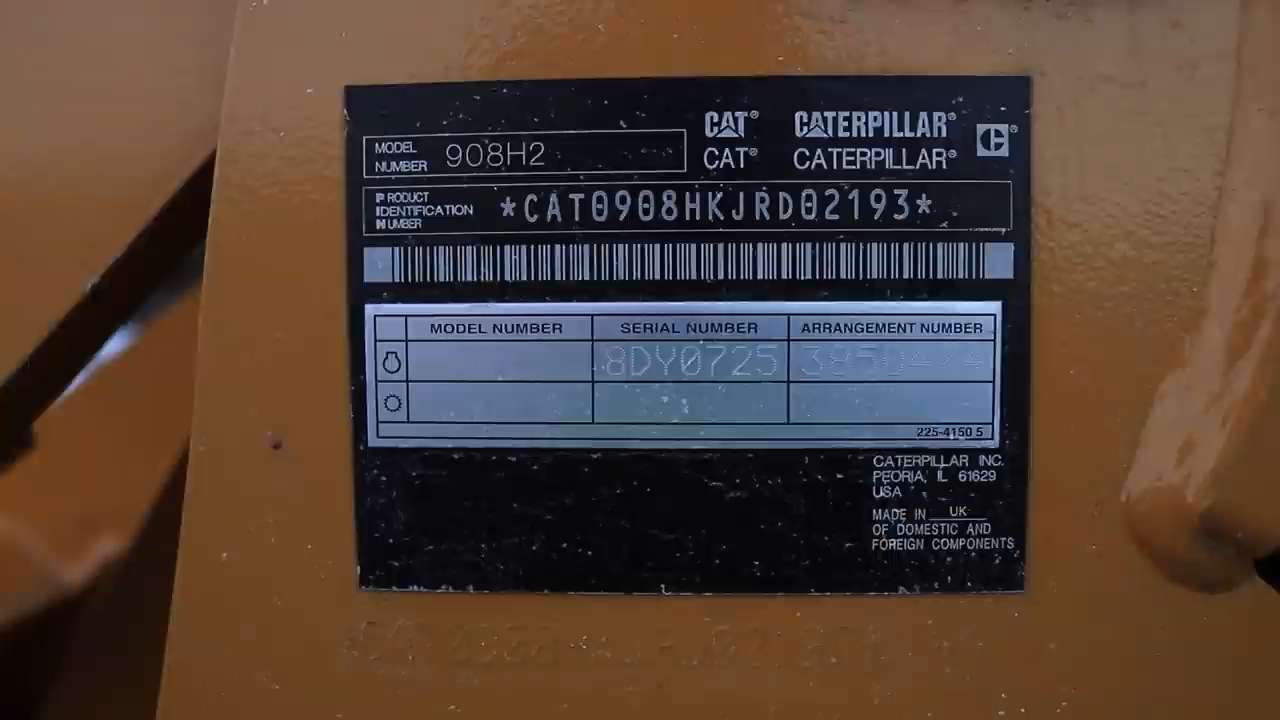 CAT® CATERPILLAR®
MODEL NUMBER 908H2
CAT® CATERPILLAR®
PRODUCT IDENTIFICATION NUMBER *CAT0908HKJRD02193*
MODEL NUMBER SERIAL NUMBER ARRANGEMENT NUMBER
8DY0725
225-4150 5
CATERPILLAR INC.
PEORIA, IL 61629
USA
MADE IN UK
OF DOMESTIC AND
FOREIGN COMPONENTS